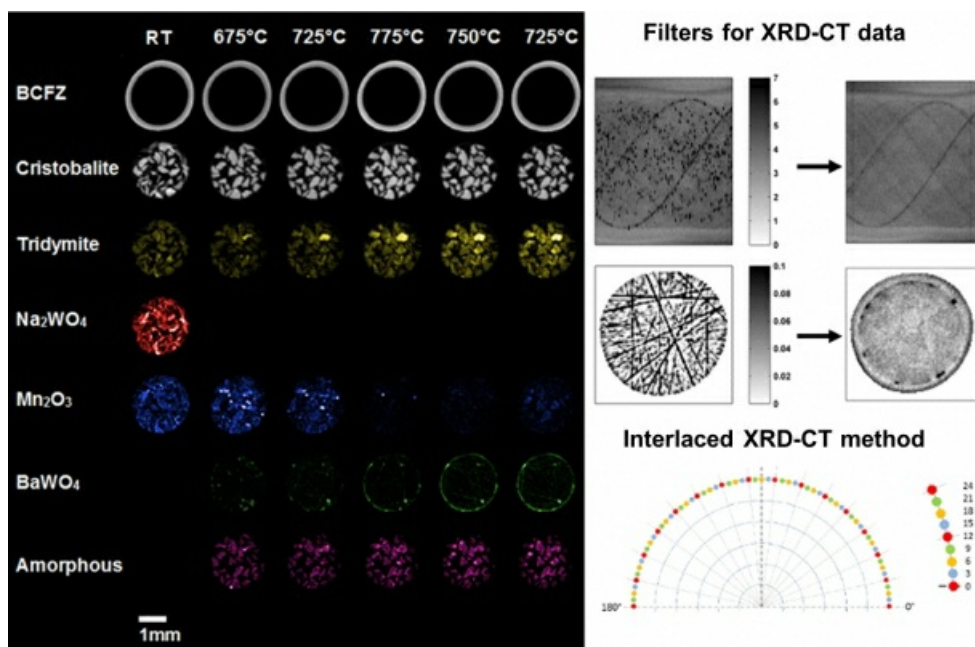 RT 675°C 725°C 775°C 750°C 725°C
BCFZ
Cristobalite
Tridymite
Na₂WO₄
Mn₂O₃
BaWO₄
Amorphous
1mm
Filters for XRD-CT data
7
6
5
4
3
2
1
0
0.1
0.08
0.06
0.04
0.02
0
Interlaced XRD-CT method
24
21
18
15
12
9
6
3
0
180° 0°